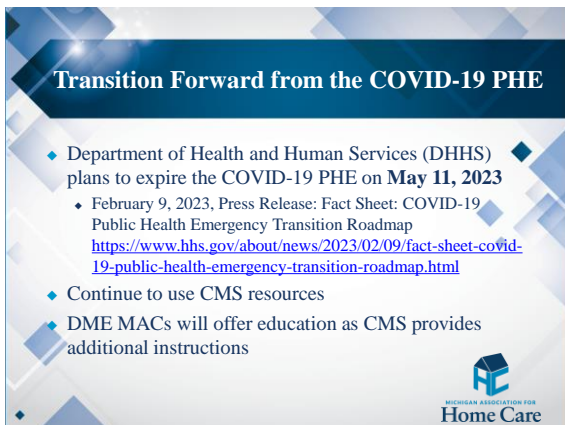 Transition Forward from the COVID-19 PHE
Department of Health and Human Services (DHHS)
plans to expire the COVID-19 PHE on May 11, 2023
February 9, 2023, Press Release: Fact Sheet: COVID-19
Public Health Emergency Transition Roadmap
https://www.hhs.gov/about/news/2023/02/09/fact-sheet-covid-
19-public-health-emergency-transition-roadmap.html
Continue to use CMS resources
DME MACs will offer education as CMS provides
additional instructions
HC
MICHIGAN ASSOCIATION FOR
Home Care